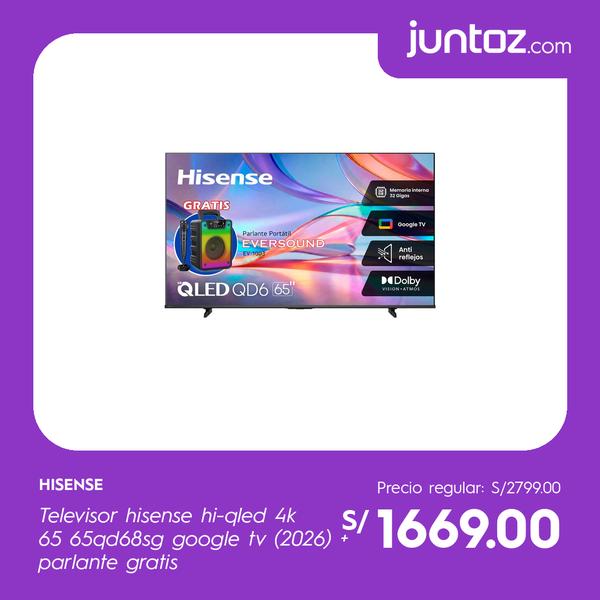 juntoz.com
Hisense
GRATIS
Memoria interna
32 Gigas
Google TV
Parlante Portátil
EVERSOUND
Anti
reflejos
Dolby
VISION•ATMOS
QLED QD6 65"
HISENSE
Precio regular: S/2799.00
Televisor hisense hi-qled 4k
65 65qd68sg google tv (2026) +
parlante gratis
S/ 1669.00